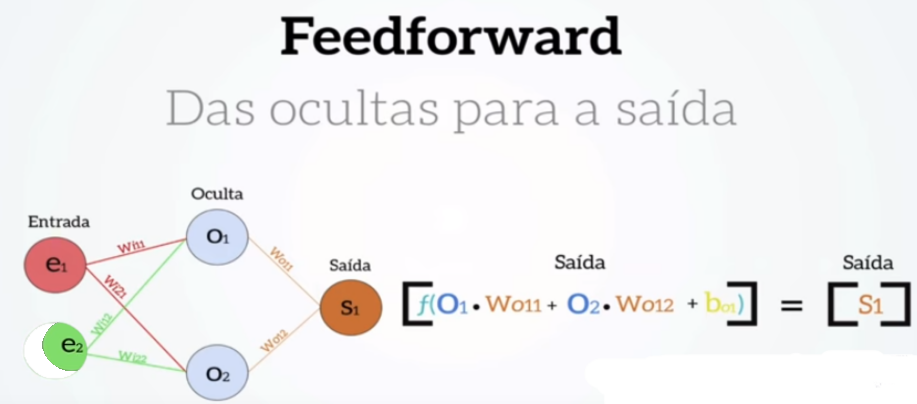 Feedforward
Das ocultas para a saída
Entrada
Oculta
Saída
e1
e2
Wi11
Wi21
Wi12
Wi22
O1
O2
Wo11
Wo12
S1
Saída
[f(O1•Wo11 + O2•Wo12 + bo1)]
=
Saída
[S1]